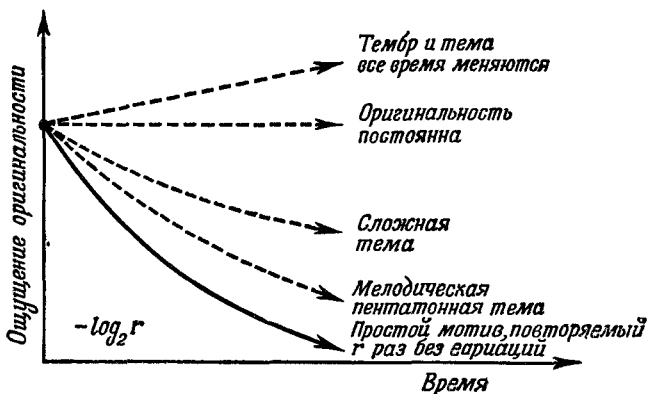 Ощущение оригинальности
Тембр и тема
все время меняются
Оригинальность
постоянна
Сложная
тема
Мелодическая
пентатонная тема
Простой мотив, повторяемый
r раз без вариаций
-log₂r
Время